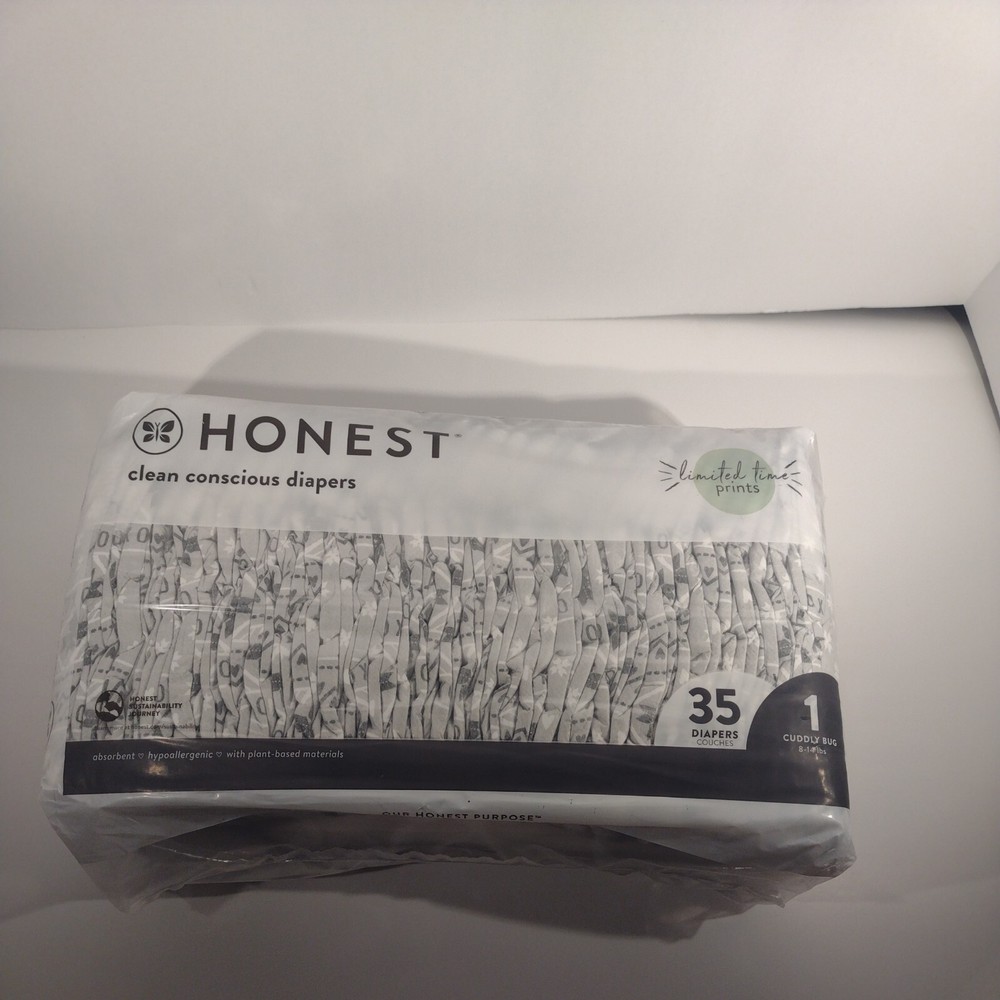 HONEST
clean conscious diapers
limited time
prints
HONEST
SUSTAINABILITY
JOURNEY
35
DIAPERS
COUCHES
1
CUDDLY BUG
absorbent ♡ hypoallergenic ♡ with plant-based materials
OUR HONEST PURPOSE™